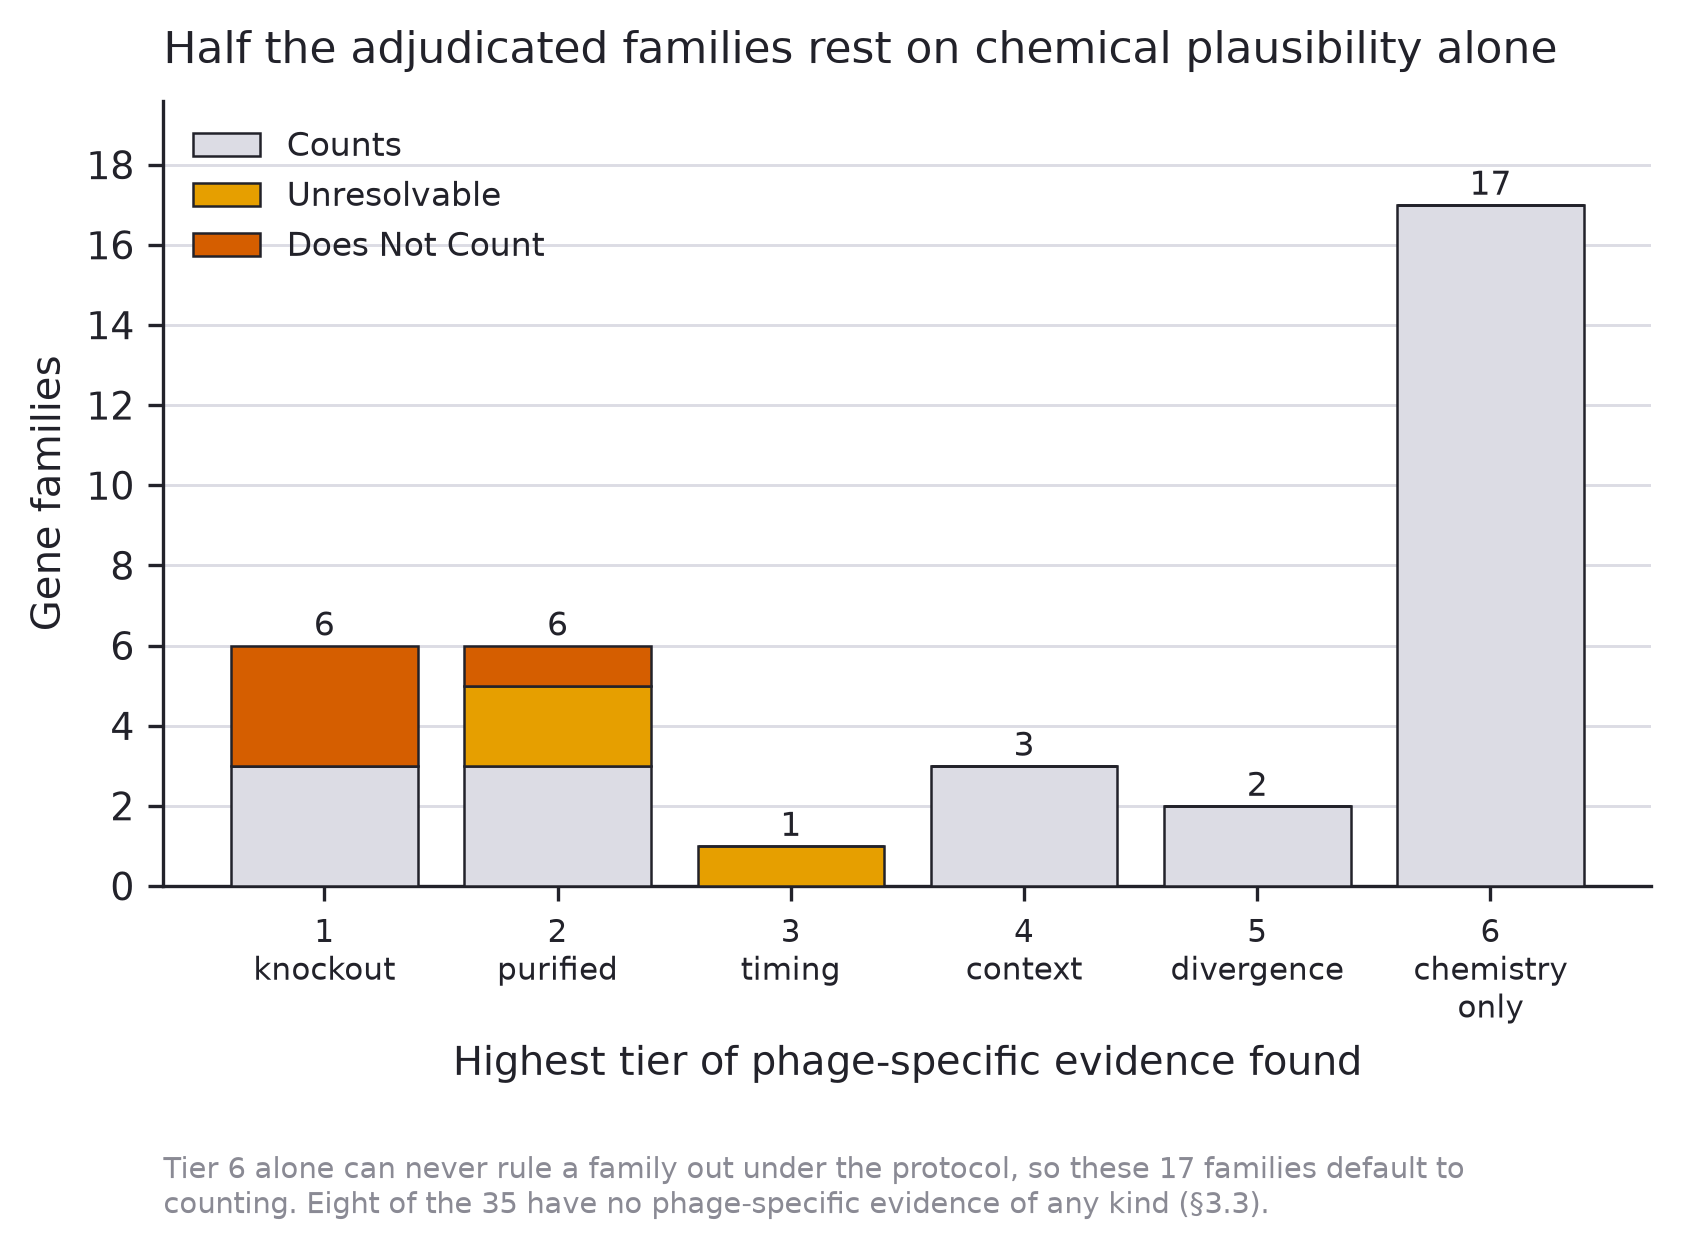 Half the adjudicated families rest on chemical plausibility alone
Counts
Unresolvable
Does Not Count
Gene families
18
16
14
12
10
8
6
4
2
0
6
6
1
3
2
17
1
knockout
2
purified
3
timing
4
context
5
divergence
6
chemistry
only
Highest tier of phage-specific evidence found
Tier 6 alone can never rule a family out under the protocol, so these 17 families default to
counting. Eight of the 35 have no phage-specific evidence of any kind (§3.3).